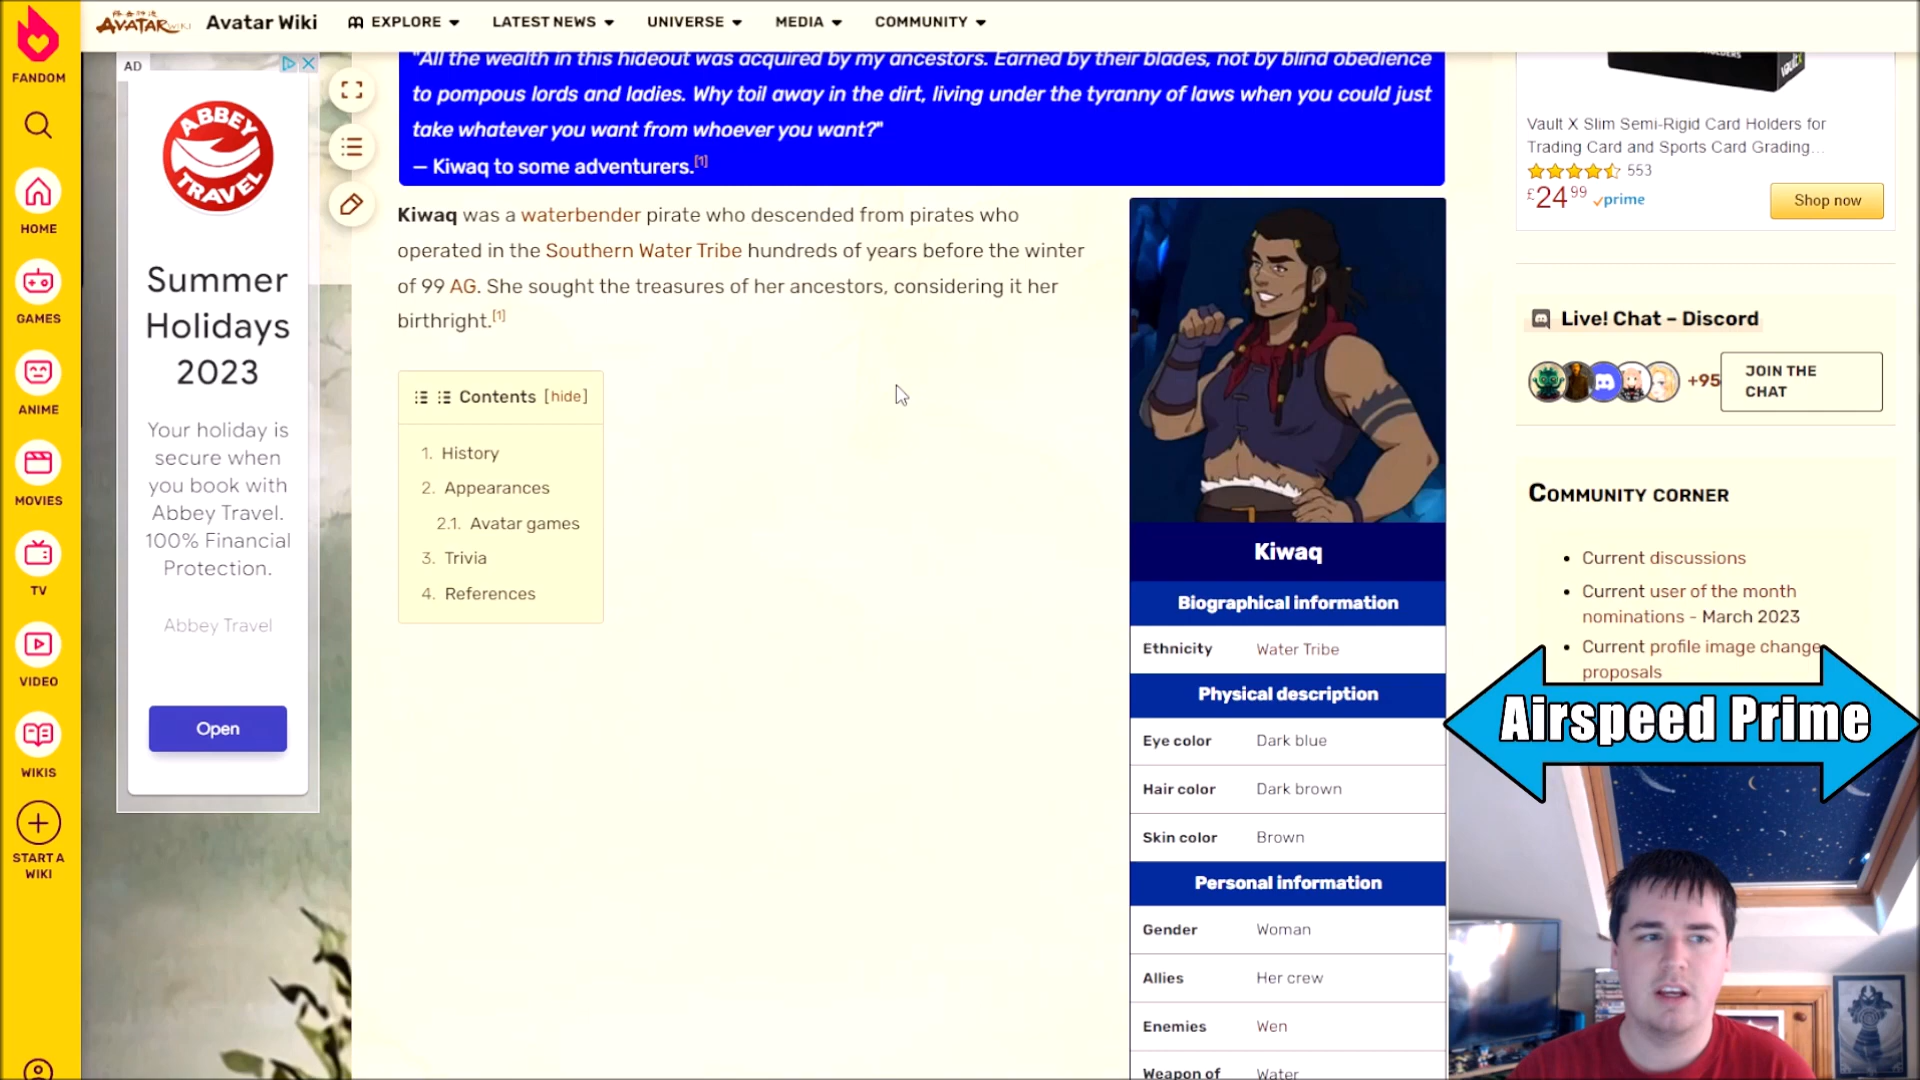 FANDOM
HOME
GAMES
ANIME
MOVIES
TV
VIDEO
WIKIS
START A
WIKI
AVATAR WIKI
Avatar Wiki
EXPLORE
LATEST NEWS
UNIVERSE
MEDIA
COMMUNITY
AD
ABBEY
TRAVEL
Summer
Holidays
2023
Your holiday is
secure when
you book with
Abbey Travel.
100% Financial
Protection.
Abbey Travel
Open
"All the wealth in this hideout was acquired by my ancestors. Earned by their blades, not by blind obedience
to pompous lords and ladies. Why toil away in the dirt, living under the tyranny of laws when you could just
take whatever you want from whoever you want?"
— Kiwaq to some adventurers.[1]
Kiwaq was a waterbender pirate who descended from pirates who
operated in the Southern Water Tribe hundreds of years before the winter
of 99 AG. She sought the treasures of her ancestors, considering it her
birthright.[1]
Contents [hide]
1. History
2. Appearances
2.1. Avatar games
3. Trivia
4. References
Kiwaq
Biographical information
Ethnicity Water Tribe
Physical description
Eye color Dark blue
Hair color Dark brown
Skin color Brown
Personal information
Gender Woman
Allies Her crew
Enemies Wen
Weapon of Water
HOLDERS
vaultx
Vault X Slim Semi-Rigid Card Holders for
Trading Card and Sports Card Grading...
553
£24 99 prime
Shop now
Live! Chat – Discord
+95
JOIN THE
CHAT
COMMUNITY CORNER
Current discussions
Current user of the month
nominations - March 2023
Current profile image change
proposals
Airspeed Prime